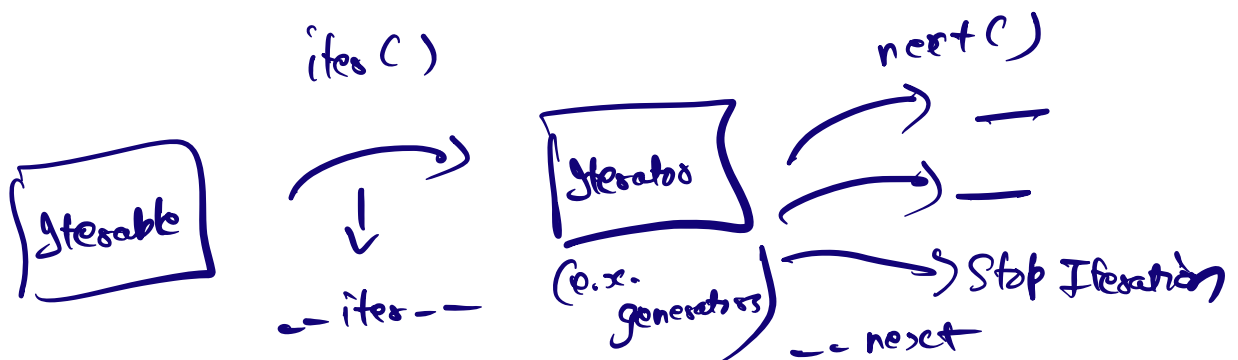 iter()
next()
Iterable
Iterator
__iter__
(e.x.
generators)
Stop Iteration
__next